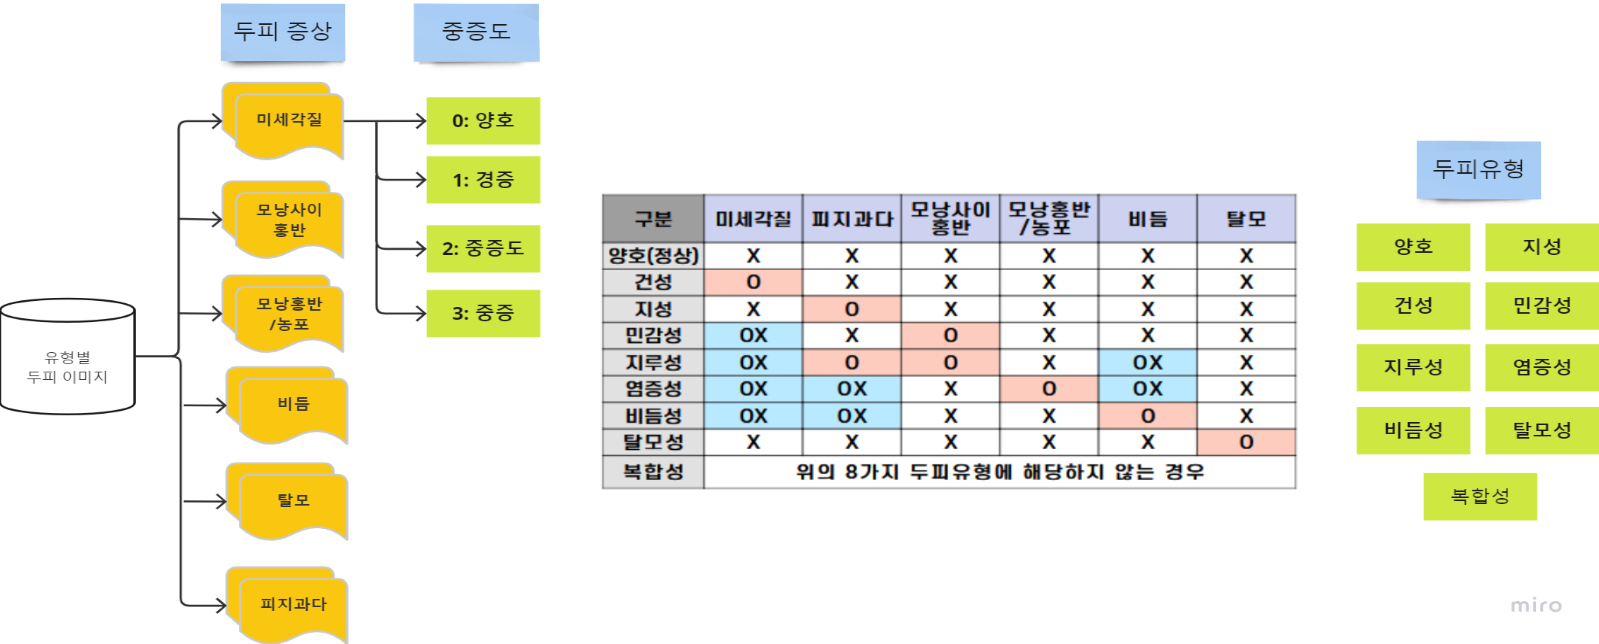 두피 증상
중증도
미세각질
모낭사이
홍반
모낭홍반
/농포
비듬
탈모
피지과다
유형별
두피 이미지
0: 양호
1: 경증
2: 중증도
3: 중증
구분 미세각질 피지과다 모낭사이 홍반 모낭홍반 /농포 비듬 탈모
양호(정상) X X X X X X
건성 O X X X X X
지성 X O X X X X
민감성 OX X O X X X
지루성 OX O O X OX X
염증성 OX OX X O OX X
비듬성 OX OX X X O X
탈모성 X X X X X O
복합성 위의 8가지 두피유형에 해당하지 않는 경우
두피유형
양호 지성
건성 민감성
지루성 염증성
비듬성 탈모성
복합성
miro